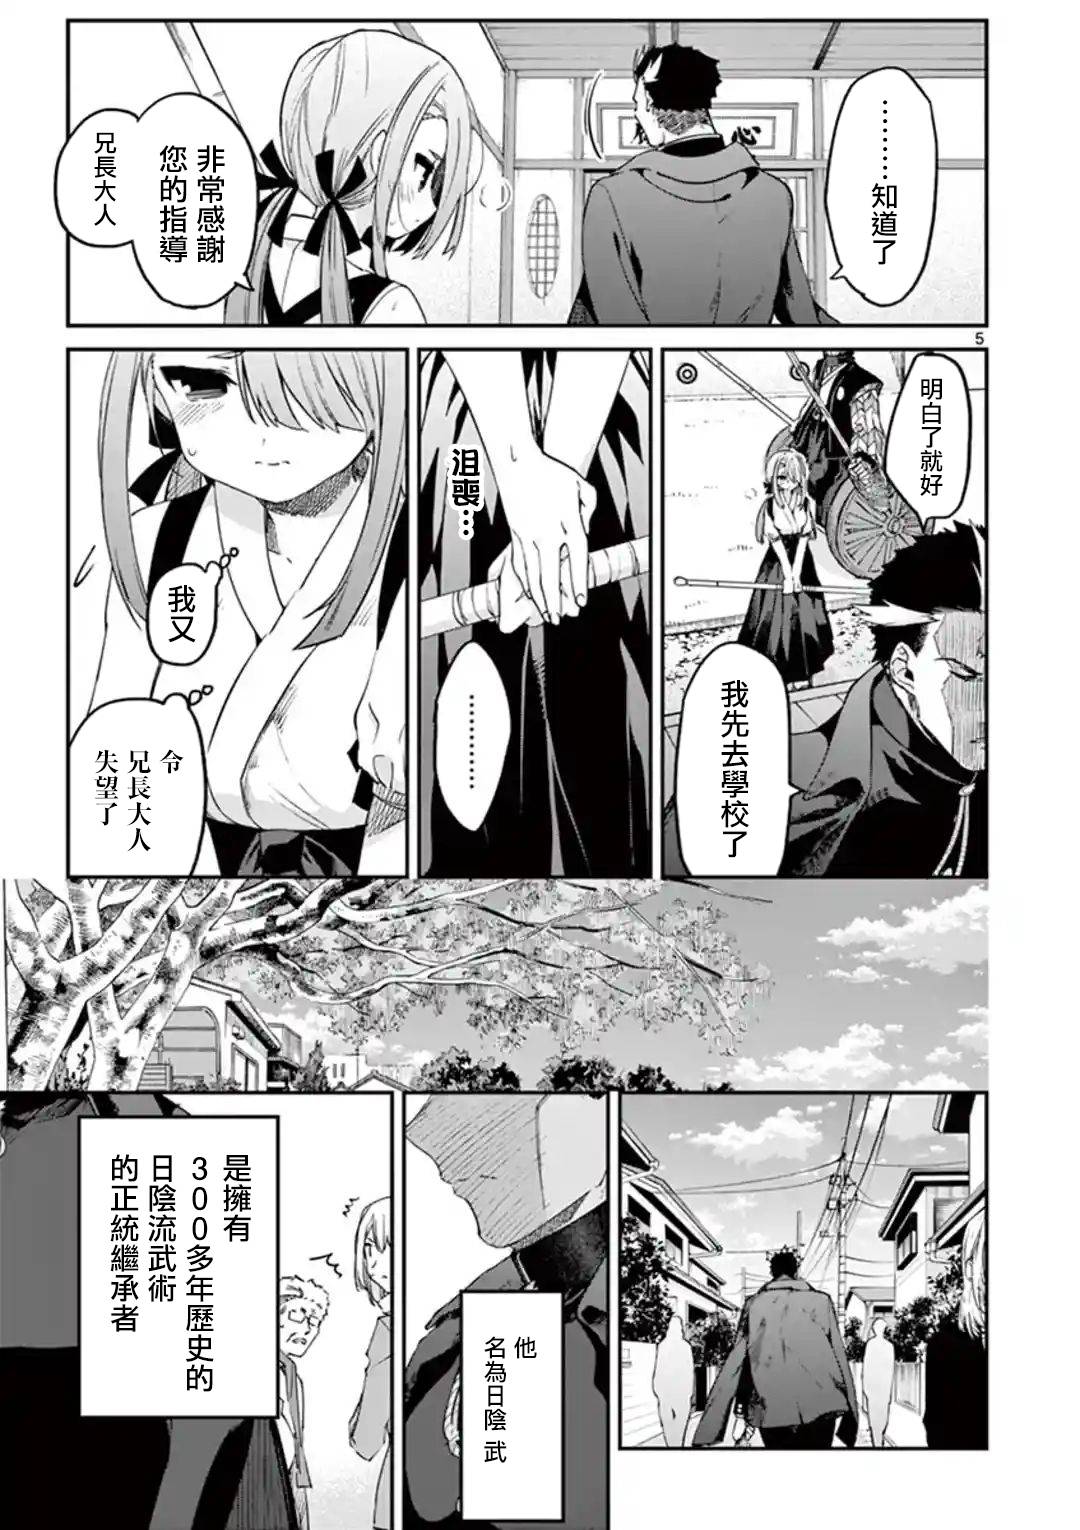 ………知道了
非常感謝
您的指導
兄長大人
5
明白了就好
我先去學校了
沮喪…
………
我又
令
兄長大人
失望了
他
名為日陰 武
是擁有
300多年歷史的
日陰流武術
的正統繼承者